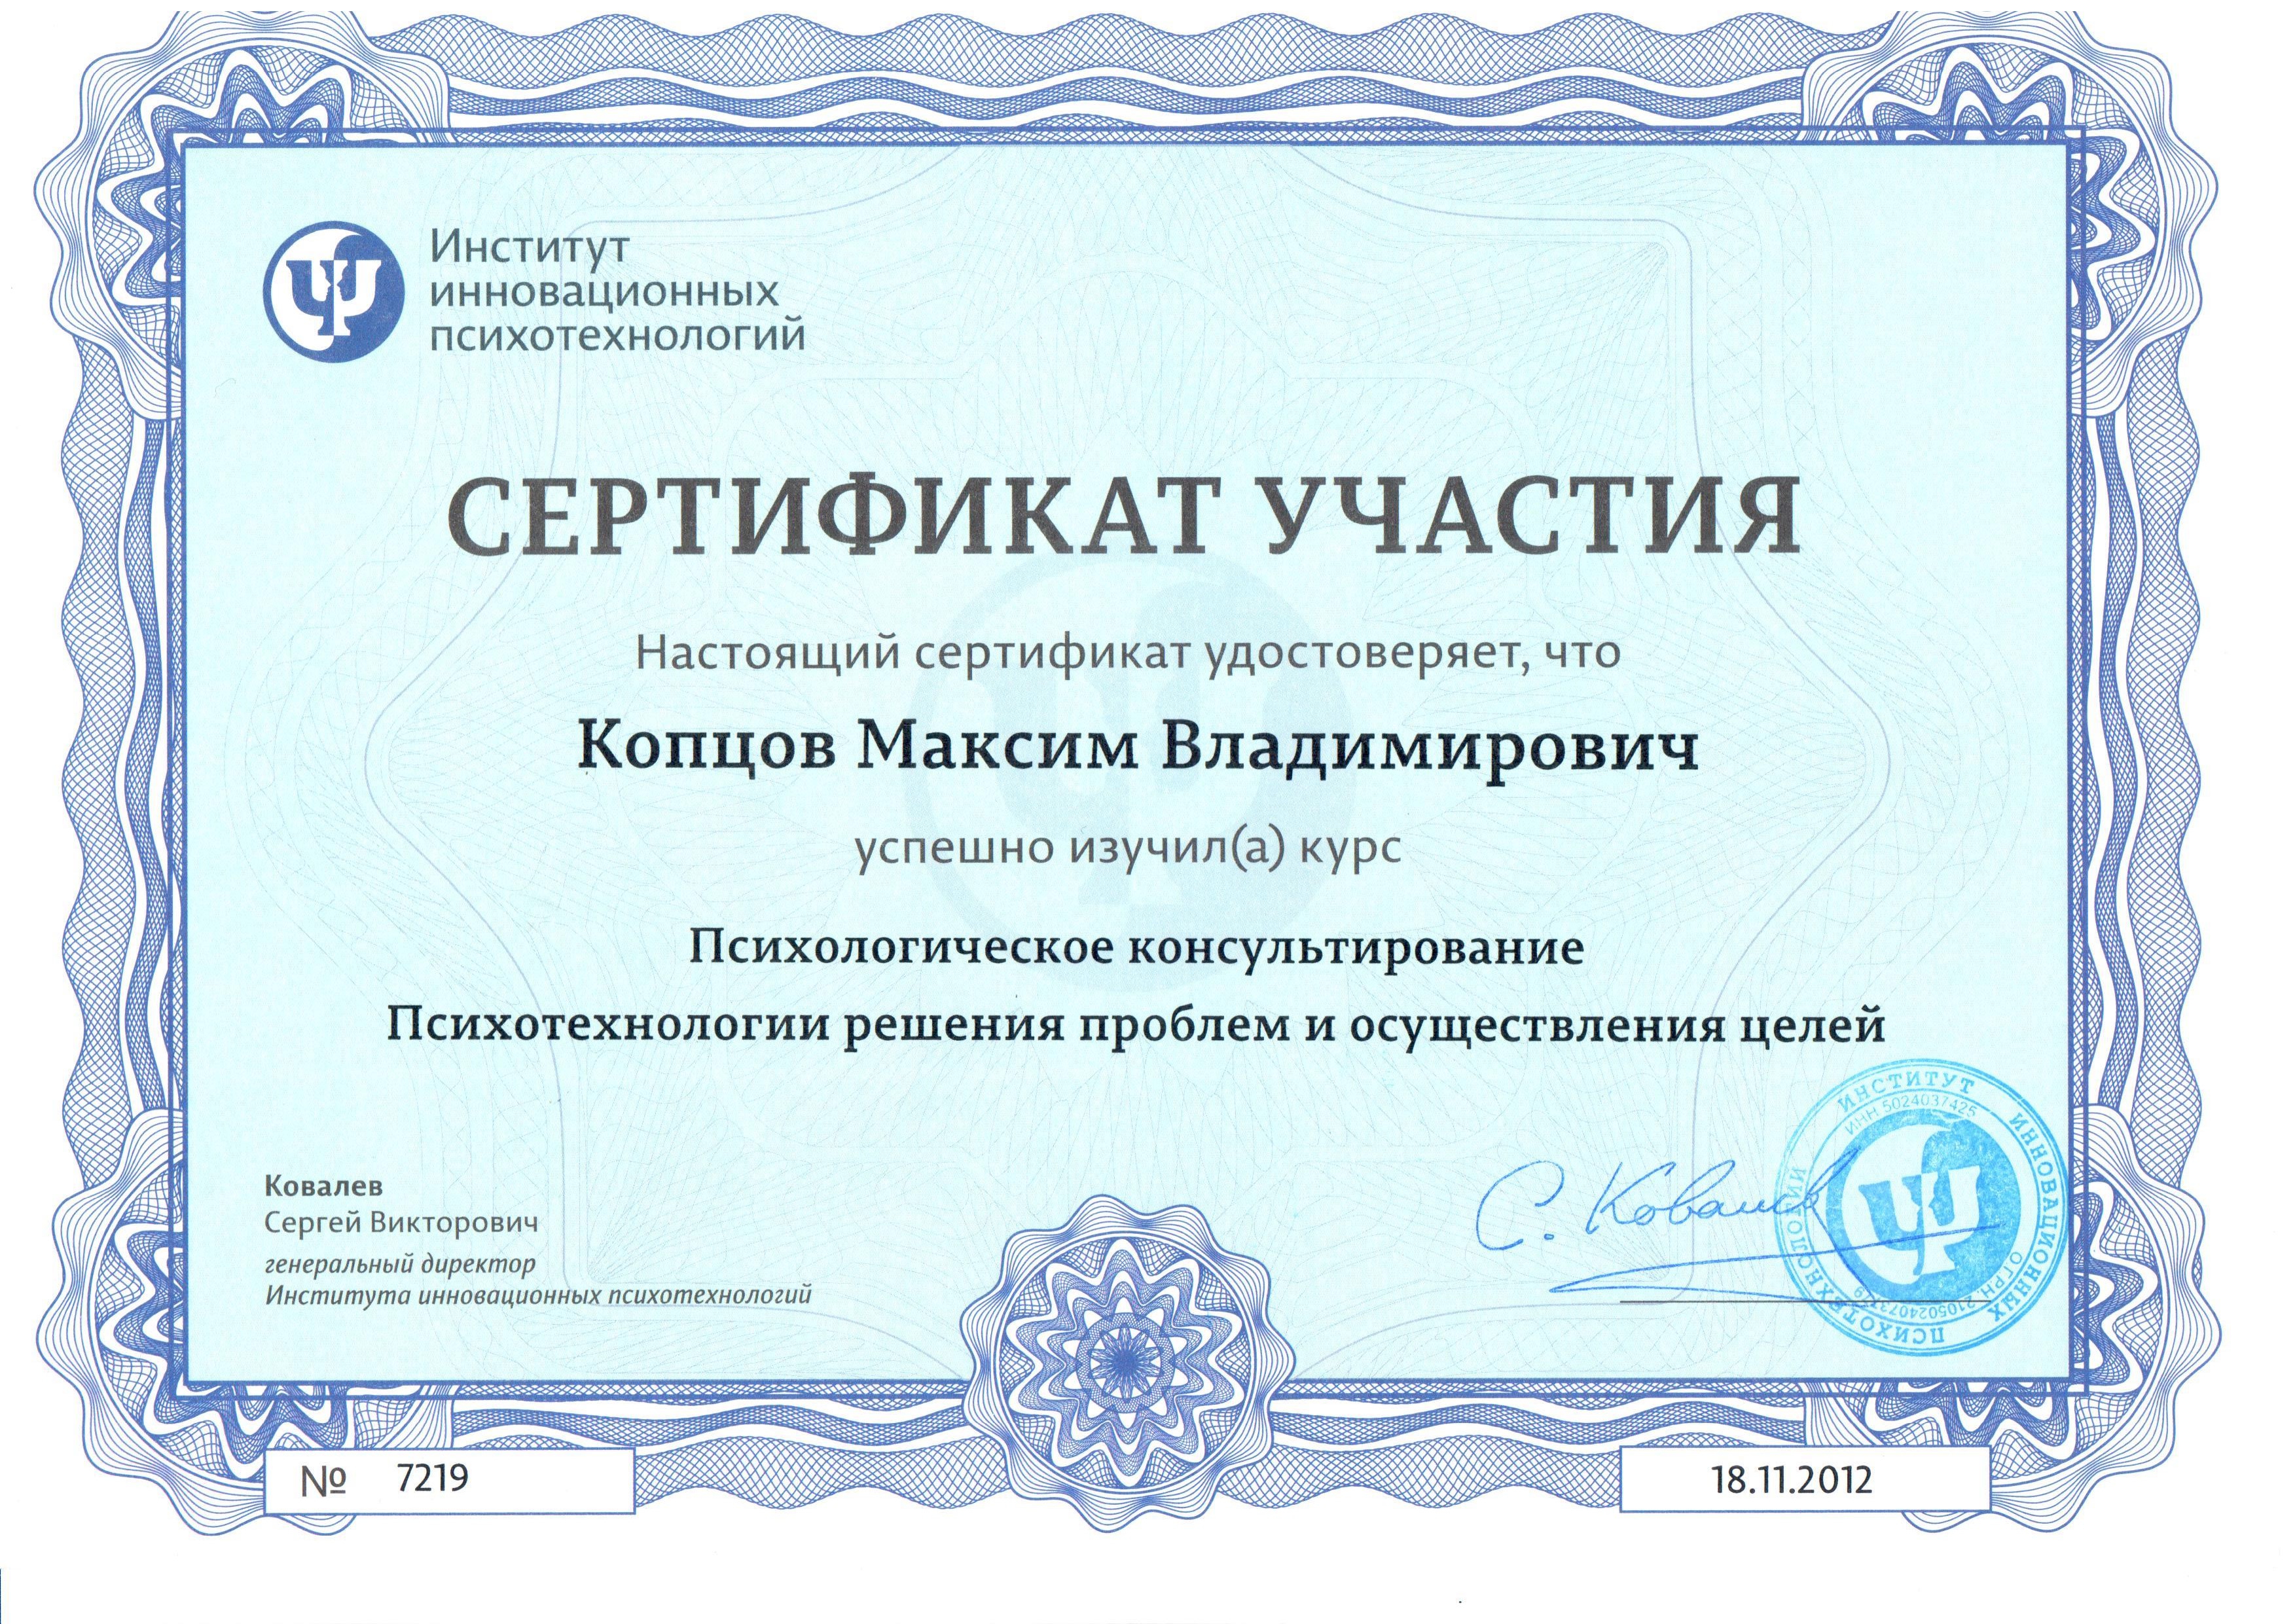 Институт
инновационных
психотехнологий
СЕРТИФИКАТ УЧАСТИЯ
Настоящий сертификат удостоверяет, что
Копцов Максим Владимирович
успешно изучил(а) курс
Психологическое консультирование
Психотехнологии решения проблем и осуществления целей
Ковалев
Сергей Викторович
генеральный директор
Института инновационных психотехнологий
С. Ковалев
ИНСТИТУТ ИННОВАЦИОННЫХ ПСИХОТЕХНОЛОГИЙ
ИНН 5024037425
ОГРН
№ 7219
18.11.2012